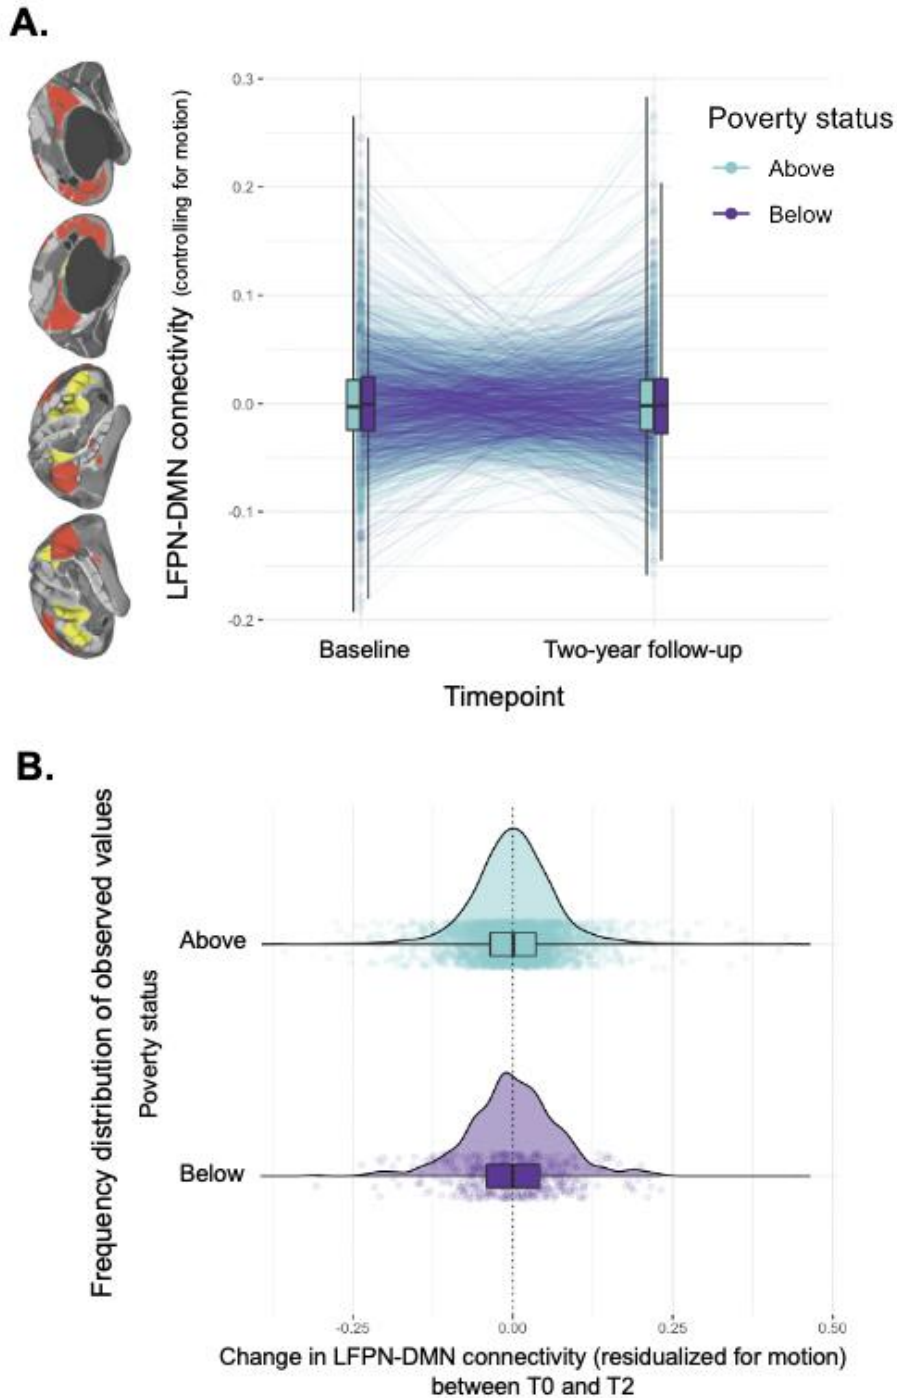 A.
LFPN-DMN connectivity (controlling for motion)
0.3
0.2
0.1
0.0
-0.1
-0.2
Poverty status
Above
Below
Baseline
Two-year follow-up
Timepoint
B.
Frequency distribution of observed values
Poverty status
Above
Below
-0.25
0.00
0.25
0.50
Change in LFPN-DMN connectivity (residualized for motion)
between T0 and T2